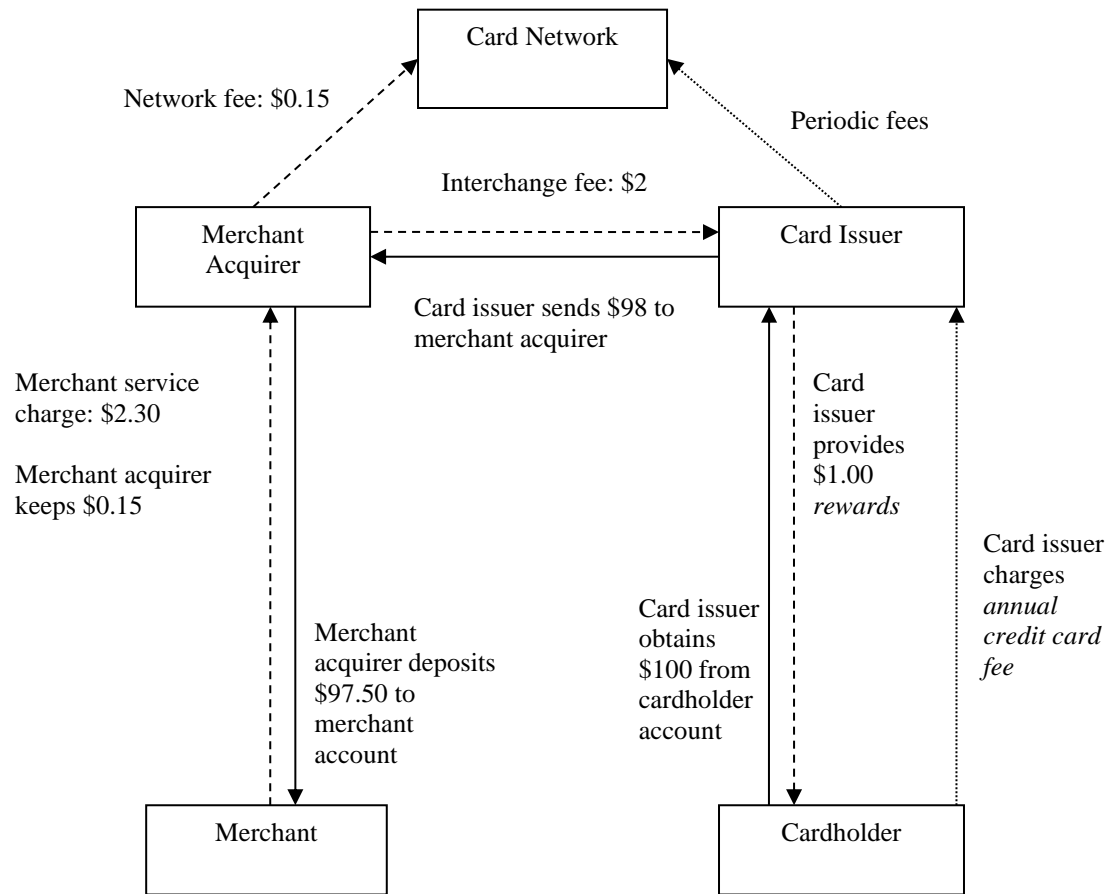 Card Network
Network fee: $0.15
Periodic fees
Interchange fee: $2
Merchant
Acquirer
Card Issuer
Card issuer sends $98 to
merchant acquirer
Merchant service
charge: $2.30
Merchant acquirer
keeps $0.15
Card
issuer
provides
$1.00
rewards
Card issuer
charges
annual
credit card
fee
Merchant
acquirer deposits
$97.50 to
merchant
account
Card issuer
obtains
$100 from
cardholder
account
Merchant
Cardholder